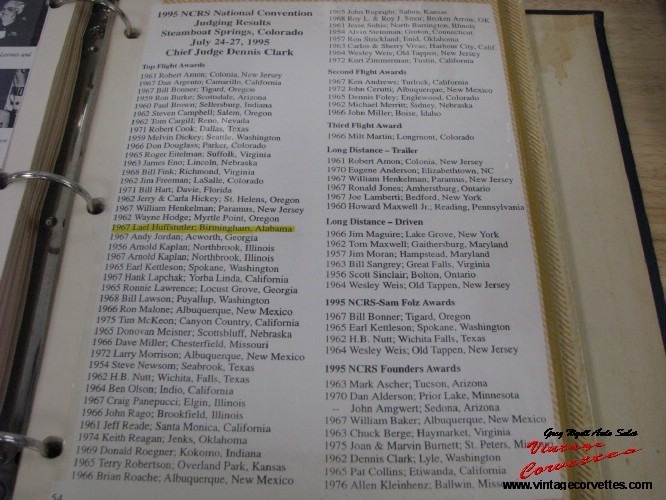 1995 NCRS National Convention
Judging Results
Steamboat Springs, Colorado
July 24-27, 1995
Chief Judge Dennis Clark
Top Flight Awards
1961 Robert Amon; Colonia, New Jersey
1967 Dan Argento; Camarillo, California
1967 Bill Bonner; Tigard, Oregon
1959 Ron Burke; Scottsdale, Arizona
1960 Paul Brown; Sellersburg, Indiana
1962 Steven Campbell; Salem, Oregon
1962 Tom Cargill; Reno, Nevada
1971 Robert Cook; Dallas, Texas
1959 Melvin Dickey; Seattle, Washington
1966 Don Douglass; Parker, Colorado
1965 Roger Eitelman; Suffolk, Virginia
1963 James Eno; Lincoln, Nebraska
1968 Bill Fink; Richmond, Virginia
1962 Jim Freeman; LaSalle, Colorado
1971 Bill Hart; Davie, Florida
1962 Jerry & Carla Hickey; St. Helens, Oregon
1967 William Henkelman; Paramus, New Jersey
1962 Wayne Hodge; Myrtle Point, Oregon
1967 Lael Huffstutler; Birmingham, Alabama
1967 Andy Jordan; Acworth, Georgia
1956 Arnold Kaplan; Northbrook, Illinois
1967 Arnold Kaplan; Northbrook, Illinois
1965 Earl Kettleson; Spokane, Washington
1967 Hank Lapchak; Yorba Linda, California
1965 Ronnie Lawrence; Locust Grove, Georgia
1968 Bill Lawson; Puyallup, Washington
1966 Ron Malone; Albuquerque, New Mexico
1975 Tim McKeon; Canyon Country, California
1965 Donovan Meisner; Scottsbluff, Nebraska
1966 Dave Miller; Chesterfield, Missouri
1972 Larry Morrison; Albuquerque, New Mexico
1954 Steve Newsom; Seabrook, Texas
1962 H.B. Nutt; Wichita, Falls, Texas
1964 Ben Olson; Indio, California
1967 Craig Panepucci; Elgin, Illinois
1966 John Rago; Brookfield, Illinois
1961 Jeff Reade; Santa Monica, California
1974 Keith Reagan; Jenks, Oklahoma
1969 Donald Roegner; Kokomo, Indiana
1965 Terry Robertson; Overland Park, Kansas
1966 Brian Roache; Albuquerque, New Mexico
54
1965 John Rupright; Salina, Kansas
1968 Roy L. & Roy J. Sinor; Broken Arrow, OK
1961 Jesse Soltis; North Barrington, Illinois
1954 Alvin Steinman; Groton, Connecticut
1957 Ron Strickland; Enid, Oklahoma
1963 Carlos & Sherry Vivas; Harbour City, Calif
1964 Wesley Weis; Old Tappen, New Jersey
1972 Kurt Zimmerman; Tustin, California
Second Flight Awards
1967 Ken Andrews; Turlock, California
1972 John Cerutti; Albuquerque, New Mexico
1965 Dennis Foley; Englewood, Colorado
1962 Michael Merritt; Sidney, Nebraska
1966 John Miller; Boise, Idaho
Third Flight Award
1966 Milt Martin; Longmont, Colorado
Long Distance – Trailer
1961 Robert Amon; Colonia, New Jersey
1970 Eugene Anderson; Elizabethtown, NC
1967 William Henkelman; Paramus, New Jersey
1967 Ronald Jones; Amherstburg, Ontario
1967 Joe Lamberti; Bedford, New York
1960 Howard Maxwell Jr.; Reading, Pennsylvania
Long Distance – Driven
1966 Jim Maguire; Lake Grove, New York
1962 Tom Maxwell; Gaithersburg, Maryland
1957 Jim Moran; Hampstead, Maryland
1963 Bill Sangrey; Great Falls, Virginia
1956 Scott Sinclair; Bolton, Ontario
1964 Wesley Weis; Old Tappen, New Jersey
1995 NCRS-Sam Folz Awards
1967 Bill Bonner; Tigard, Oregon
1965 Earl Kettleson; Spokane, Washington
1962 H.B. Nutt; Wichita Falls, Texas
1964 Wesley Weis; Old Tappen, New Jersey
1995 NCRS Founders Awards
1963 Mark Ascher; Tucson, Arizona
1970 Dan Alderson; Prior Lake, Minnesota
-- John Amgwert; Sedona, Arizona
1967 William Baker; Albuquerque, New Mexico
1963 Chuck Berge; Haymarket, Virginia
1975 Joan & Marvin Burnett; St. Peters,
1962 Dennis Clark; Lyle, Washington
1965 Pat Collins; Etiwanda, California
1976 Allen Kleinhenz; Ballwin, Missouri
Greg Wyatt Auto Sales
Vintage
Corvettes
www.vintagecorvettes.com